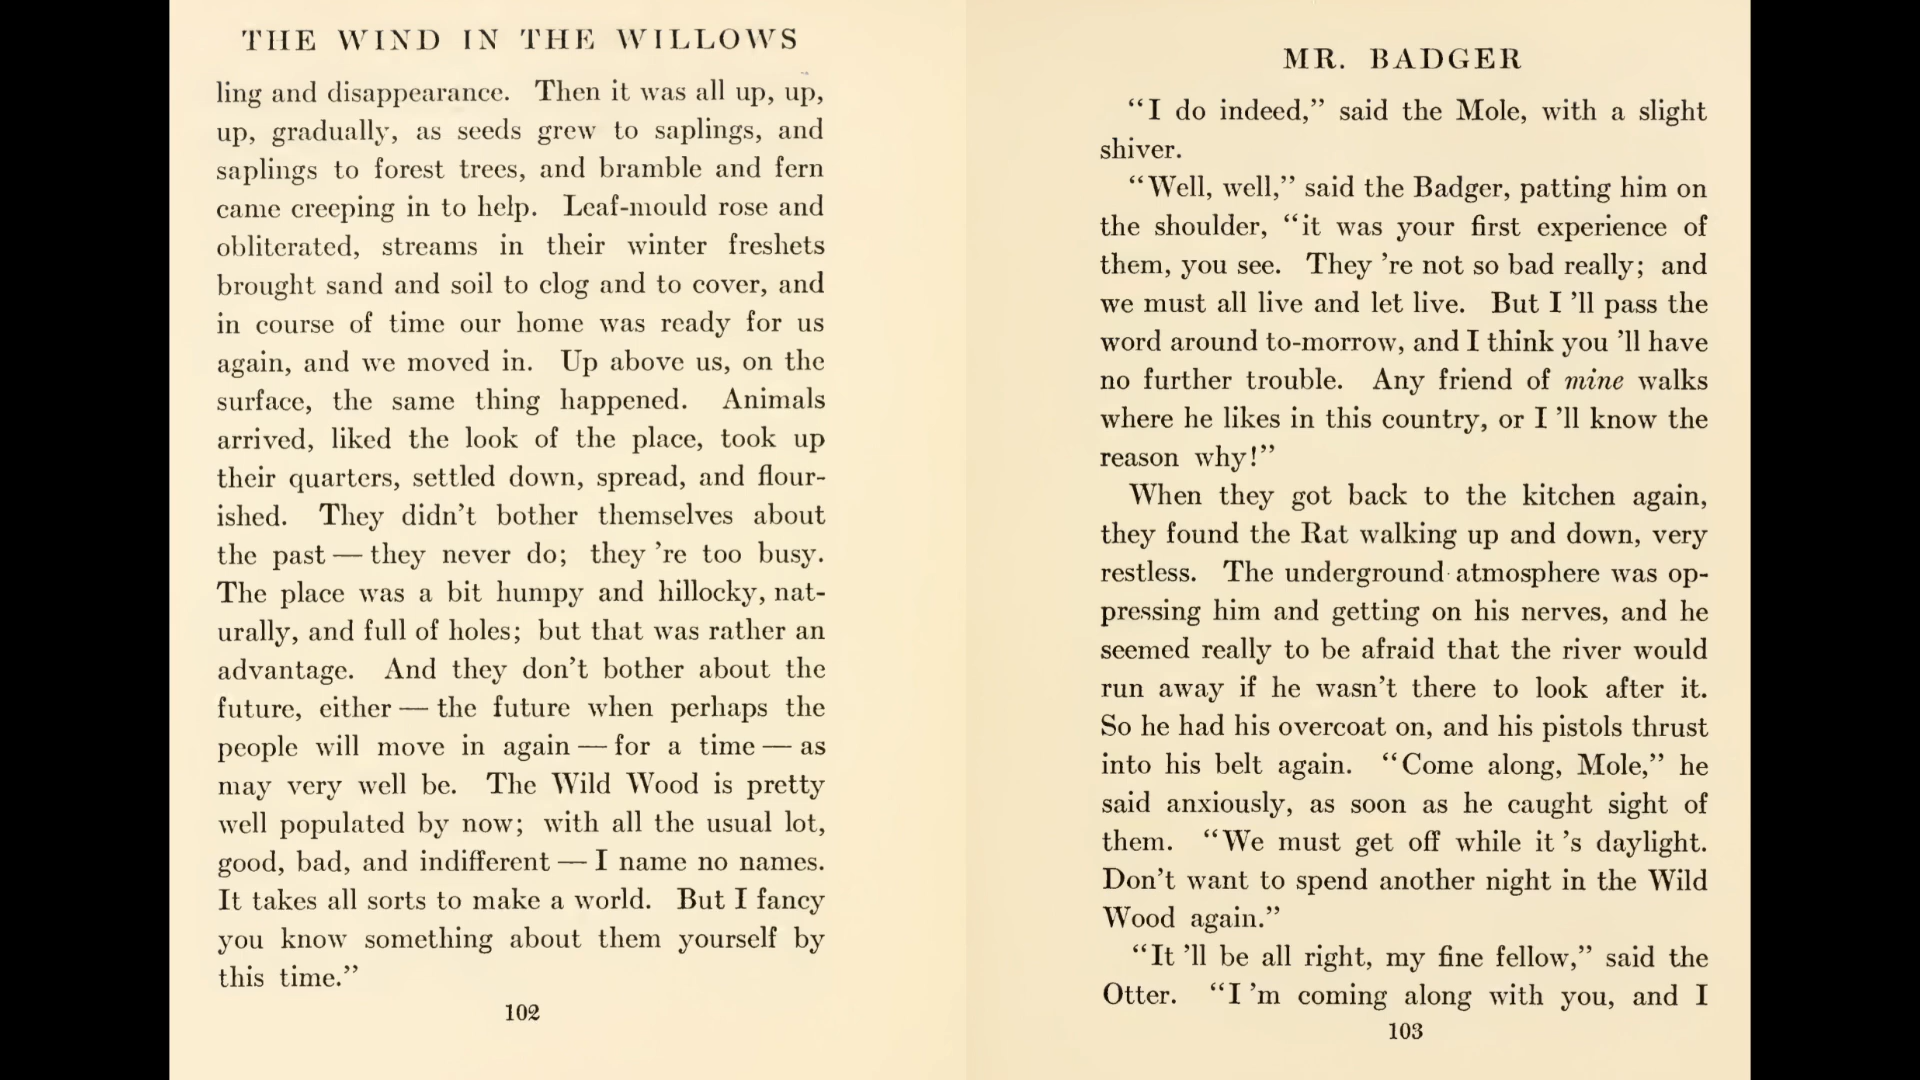 THE WIND IN THE WILLOWS
ling and disappearance. Then it was all up, up,
up, gradually, as seeds grew to saplings, and
saplings to forest trees, and bramble and fern
came creeping in to help. Leaf-mould rose and
obliterated, streams in their winter freshets
brought sand and soil to clog and to cover, and
in course of time our home was ready for us
again, and we moved in. Up above us, on the
surface, the same thing happened. Animals
arrived, liked the look of the place, took up
their quarters, settled down, spread, and flour-
ished. They didn't bother themselves about
the past — they never do; they 're too busy.
The place was a bit humpy and hillocky, nat-
urally, and full of holes; but that was rather an
advantage. And they don't bother about the
future, either — the future when perhaps the
people will move in again — for a time — as
may very well be. The Wild Wood is pretty
well populated by now; with all the usual lot,
good, bad, and indifferent — I name no names.
It takes all sorts to make a world. But I fancy
you know something about them yourself by
this time.”
102
MR. BADGER
“I do indeed,” said the Mole, with a slight
shiver.
“Well, well,” said the Badger, patting him on
the shoulder, “it was your first experience of
them, you see. They 're not so bad really; and
we must all live and let live. But I 'll pass the
word around to-morrow, and I think you 'll have
no further trouble. Any friend of mine walks
where he likes in this country, or I 'll know the
reason why!”
When they got back to the kitchen again,
they found the Rat walking up and down, very
restless. The underground atmosphere was op-
pressing him and getting on his nerves, and he
seemed really to be afraid that the river would
run away if he wasn't there to look after it.
So he had his overcoat on, and his pistols thrust
into his belt again. “Come along, Mole,” he
said anxiously, as soon as he caught sight of
them. “We must get off while it 's daylight.
Don't want to spend another night in the Wild
Wood again.”
“It 'll be all right, my fine fellow,” said the
Otter. “I 'm coming along with you, and I
103